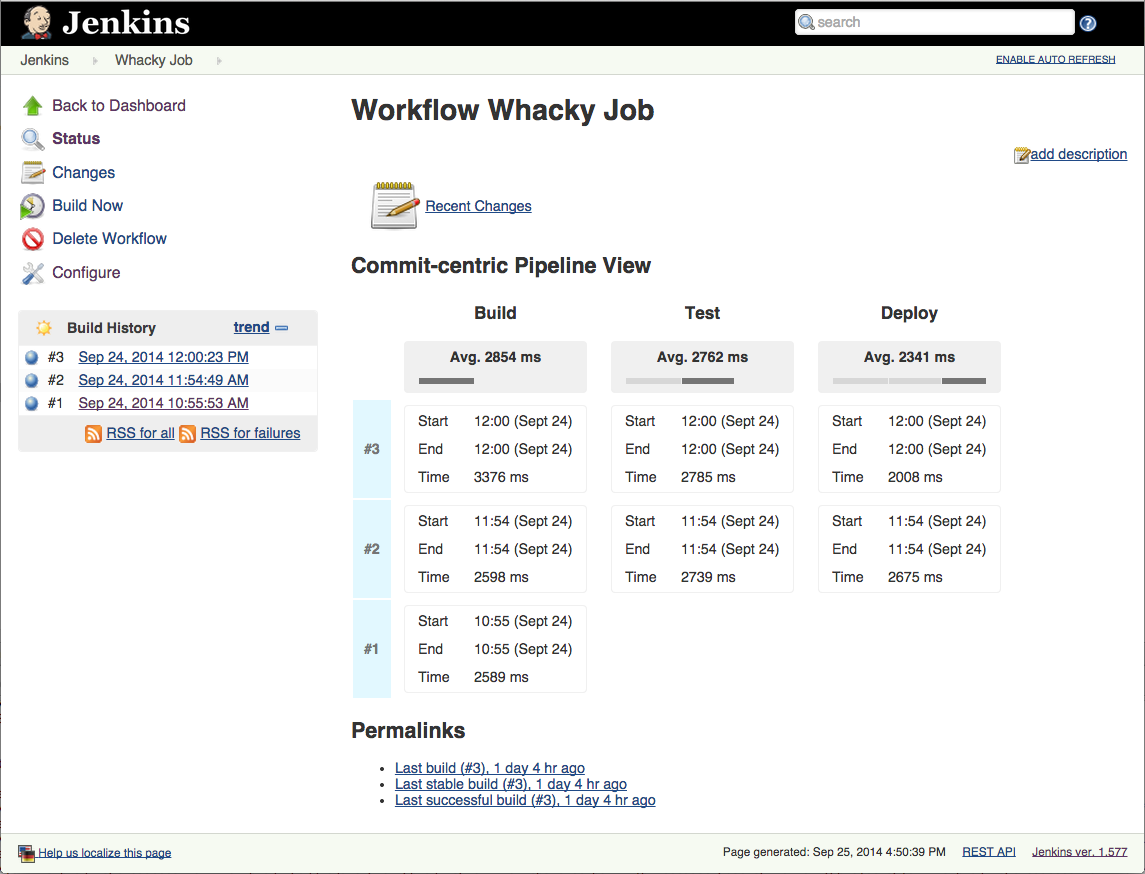 Jenkins
search
Jenkins Whacky Job ENABLE AUTO REFRESH
Back to Dashboard
Status
Changes
Build Now
Delete Workflow
Configure
Build History trend
#3 Sep 24, 2014 12:00:23 PM
#2 Sep 24, 2014 11:54:49 AM
#1 Sep 24, 2014 10:55:53 AM
RSS for all RSS for failures
Workflow Whacky Job
add description
Recent Changes
Commit-centric Pipeline View
Build Test Deploy
Avg. 2854 ms Avg. 2762 ms Avg. 2341 ms
#3
Start 12:00 (Sept 24) Start 12:00 (Sept 24) Start 12:00 (Sept 24)
End 12:00 (Sept 24) End 12:00 (Sept 24) End 12:00 (Sept 24)
Time 3376 ms Time 2785 ms Time 2008 ms
#2
Start 11:54 (Sept 24) Start 11:54 (Sept 24) Start 11:54 (Sept 24)
End 11:54 (Sept 24) End 11:54 (Sept 24) End 11:54 (Sept 24)
Time 2598 ms Time 2739 ms Time 2675 ms
#1
Start 10:55 (Sept 24)
End 10:55 (Sept 24)
Time 2589 ms
Permalinks
• Last build (#3), 1 day 4 hr ago
• Last stable build (#3), 1 day 4 hr ago
• Last successful build (#3), 1 day 4 hr ago
Help us localize this page Page generated: Sep 25, 2014 4:50:39 PM REST API Jenkins ver. 1.577